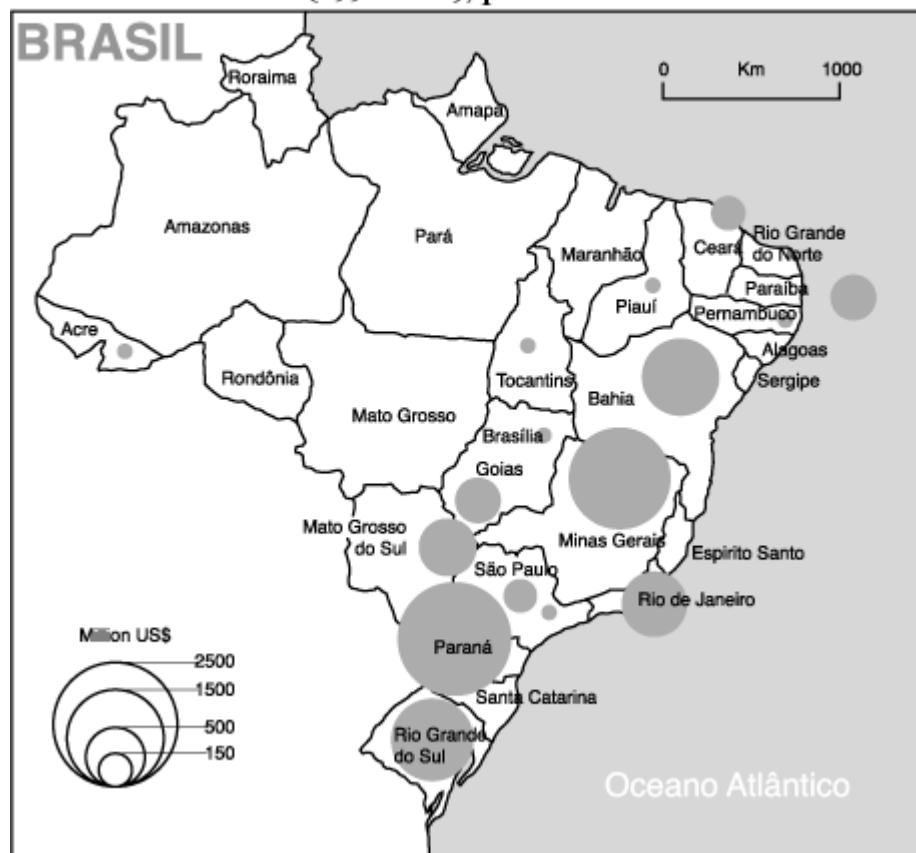 BRASIL
Roraima
0 Km 1000
Amapa
Amazonas
Pará
Maranhão
Ceará
Rio Grande
do Norte
Paraíba
Piauí
Pernambuco
Acre
Alagoas
Rondônia
Tocantins
Sergipe
Mato Grosso
Bahia
Brasília
Goias
Mato Grosso
do Sul
Minas Gerais
Espirito Santo
São Paulo
Rio de Janeiro
Million US$
2500
1500
500
150
Paraná
Santa Catarina
Rio Grande
do Sul
Oceano Atlântico